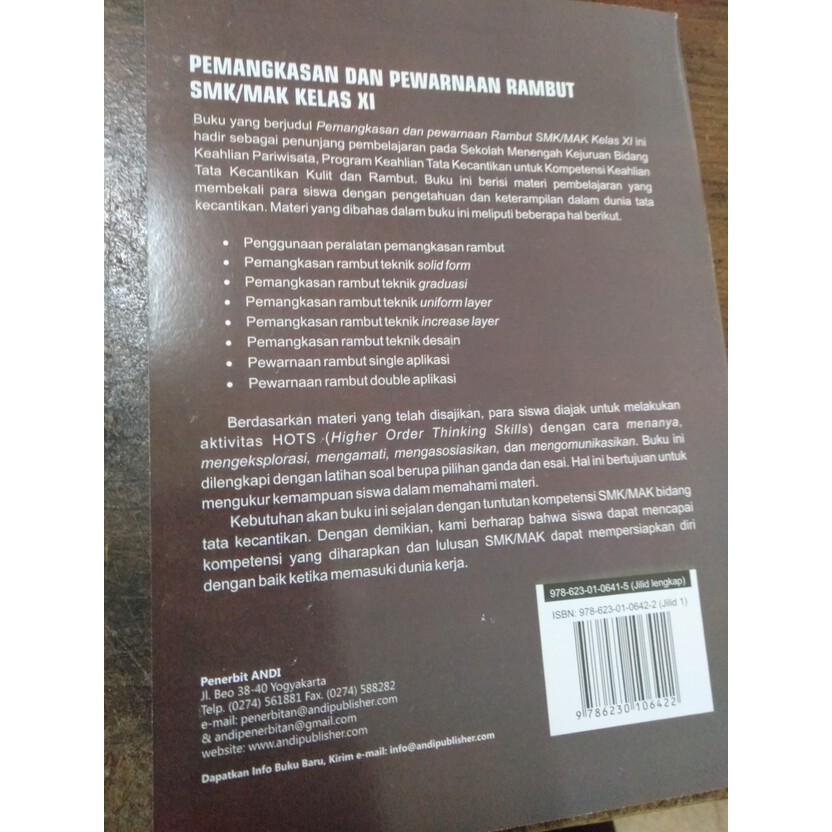 PEMANGKASAN DAN PEWARNAAN RAMBUT
SMK/MAK KELAS XI
Buku yang berjudul Pemangkasan dan pewarnaan Rambut SMK/MAK Kelas XI ini
hadir sebagai penunjang pembelajaran pada Sekolah Menengah Kejuruan Bidang
Keahlian Pariwisata, Program Keahlian Tata Kecantikan untuk Kompetensi Keahlian
Tata Kecantikan Kulit dan Rambut. Buku ini berisi materi pembelajaran yang
membekali para siswa dengan pengetahuan dan keterampilan dalam dunia tata
kecantikan. Materi yang dibahas dalam buku ini meliputi beberapa hal berikut.
• Penggunaan peralatan pemangkasan rambut
• Pemangkasan rambut teknik solid form
• Pemangkasan rambut teknik graduasi
• Pemangkasan rambut teknik uniform layer
• Pemangkasan rambut teknik increase layer
• Pemangkasan rambut teknik desain
• Pewarnaan rambut single aplikasi
• Pewarnaan rambut double aplikasi
Berdasarkan materi yang telah disajikan, para siswa diajak untuk melakukan
aktivitas HOTS (Higher Order Thinking Skills) dengan cara menanya,
mengeksplorasi, mengamati, mengasosiasikan, dan mengomunikasikan. Buku ini
dilengkapi dengan latihan soal berupa pilihan ganda dan esai. Hal ini bertujuan untuk
mengukur kemampuan siswa dalam memahami materi.
Kebutuhan akan buku ini sejalan dengan tuntutan kompetensi SMK/MAK bidang
tata kecantikan. Dengan demikian, kami berharap bahwa siswa dapat mencapai
kompetensi yang diharapkan dan lulusan SMK/MAK dapat mempersiapkan diri
dengan baik ketika memasuki dunia kerja.
978-623-01-0641-5 (Jilid lengkap)
ISBN: 978-623-01-0642-2 (Jilid 1)
9 786230 106422
Penerbit ANDI
Jl. Beo 38-40 Yogyakarta
Telp. (0274) 561881 Fax. (0274) 588282
e-mail: penerbitan@andipublisher.com
& andipenerbitan@gmail.com
website: www.andipublisher.com
Dapatkan Info Buku Baru, Kirim e-mail: info@andipublisher.com